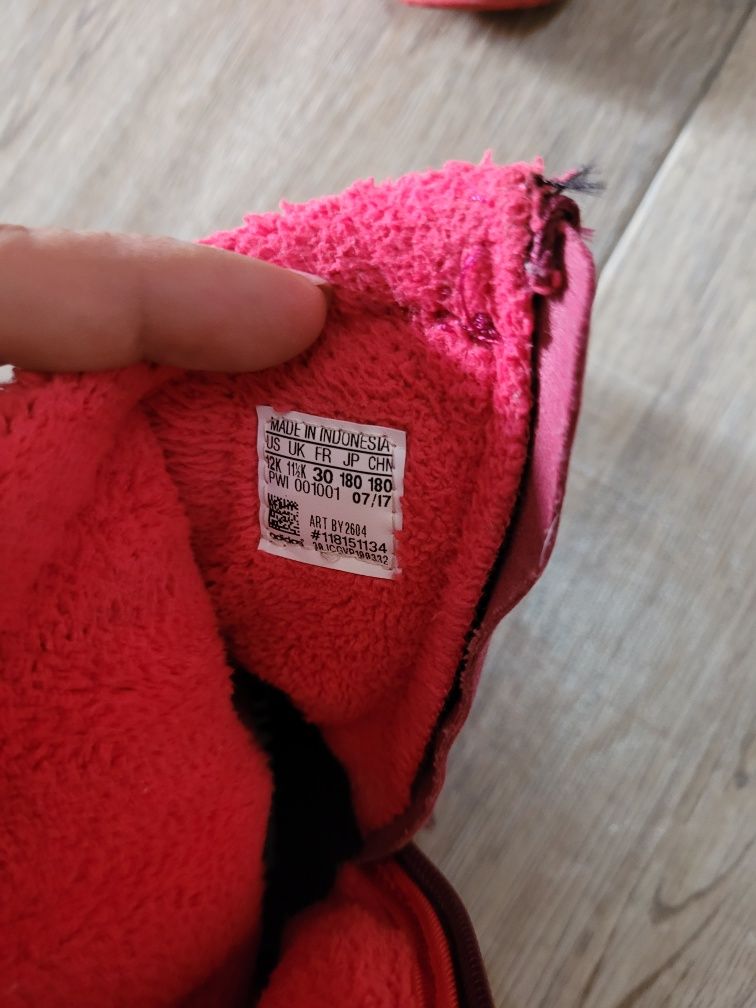 MADE IN INDONESIA
US UK FR JP CHN
12K 11½K 30 180 180
PWI 001001 07/17
ART BY2604
adidas #118151134